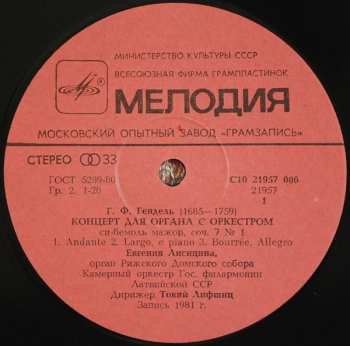 МИНИСТЕРСТВО КУЛЬТУРЫ СССР
ВСЕСОЮЗНАЯ ФИРМА ГРАМПЛАСТИНОК
МЕЛОДИЯ
МОСКОВСКИЙ ОПЫТНЫЙ ЗАВОД «ГРАМЗАПИСЬ»
СТЕРЕО 33
ГОСТ 5289-80
С10 21957 006
Гр. 2. 1-20
21957
1
Г. Ф. Гендель (1685—1759)
КОНЦЕРТ ДЛЯ ОРГАНА С ОРКЕСТРОМ
си-бемоль мажор, соч. 7 № 1
1. Andante 2. Largo, e piano 3. Bourrée, Allegro
Евгения Лисицина,
орган Рижского Домского собора
Камерный оркестр Гос. филармонии
Латвийской ССР
Дирижер Товий Лифшиц
Запись 1981 г.